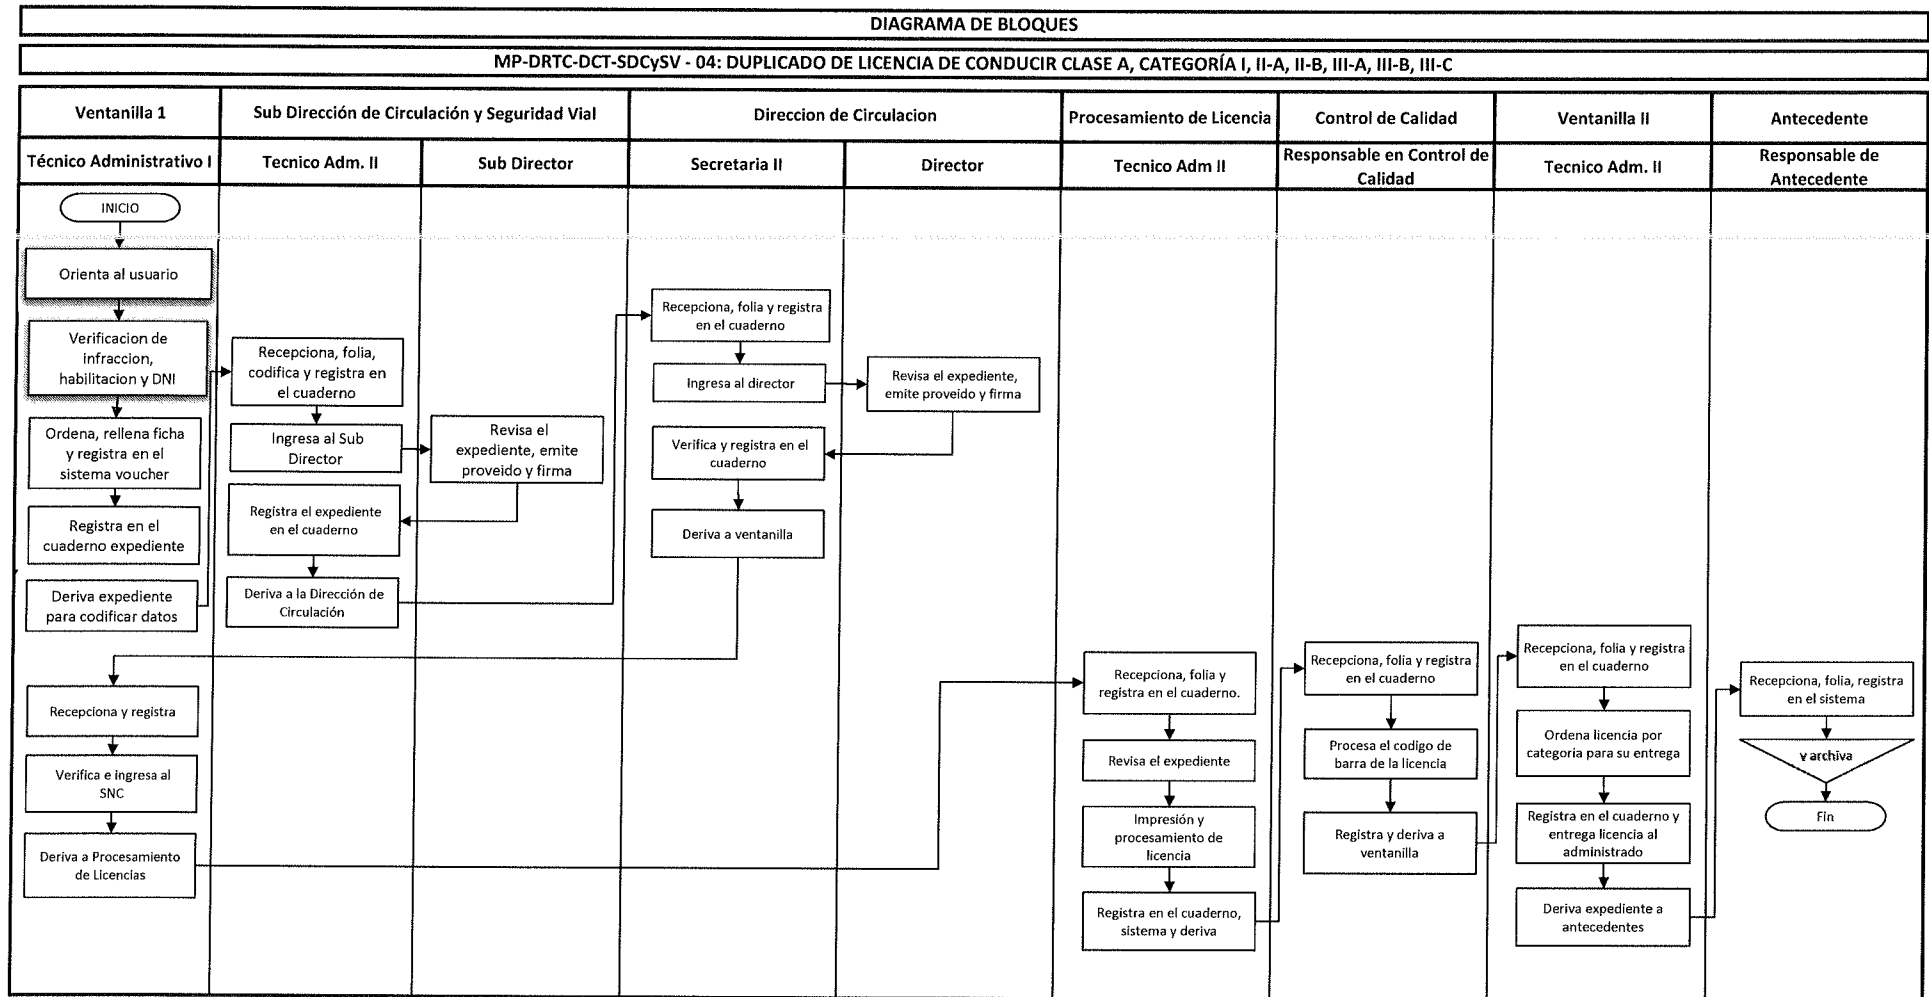 DIAGRAMA DE BLOQUES
MP-DRTC-DCT-SDCySV - 04: DUPLICADO DE LICENCIA DE CONDUCIR CLASE A, CATEGORÍA I, II-A, II-B, III-A, III-B, III-C
Ventanilla 1
Sub Dirección de Circulación y Seguridad Vial
Direccion de Circulacion
Procesamiento de Licencia
Control de Calidad
Ventanilla II
Antecedente
Técnico Administrativo I
Tecnico Adm. II
Sub Director
Secretaria II
Director
Tecnico Adm II
Responsable en Control de
Calidad
Tecnico Adm. II
Responsable de
Antecedente
INICIO
Orienta al usuario
Verificacion de
infraccion,
habilitacion y DNI
Ordena, rellena ficha
y registra en el
sistema voucher
Registra en el
cuaderno expediente
Deriva expediente
para codificar datos
Recepciona, folia,
codifica y registra en
el cuaderno
Ingresa al Sub
Director
Revisa el
expediente, emite
proveido y firma
Registra el expediente
en el cuaderno
Deriva a la Dirección de
Circulación
Recepciona, folia y registra
en el cuaderno
Ingresa al director
Revisa el expediente,
emite proveido y firma
Verifica y registra en el
cuaderno
Deriva a ventanilla
Recepciona y registra
Verifica e ingresa al
SNC
Deriva a Procesamiento
de Licencias
Recepciona, folia y
registra en el cuaderno.
Revisa el expediente
Impresión y
procesamiento de
licencia
Registra en el cuaderno,
sistema y deriva
Recepciona, folia y registra
en el cuaderno
Procesa el codigo de
barra de la licencia
Registra y deriva a
ventanilla
Recepciona, folia y registra
en el cuaderno
Ordena licencia por
categoria para su entrega
Registra en el cuaderno y
entrega licencia al
administrado
Deriva expediente a
antecedentes
Recepciona, folia, registra
en el sistema
y archiva
Fin